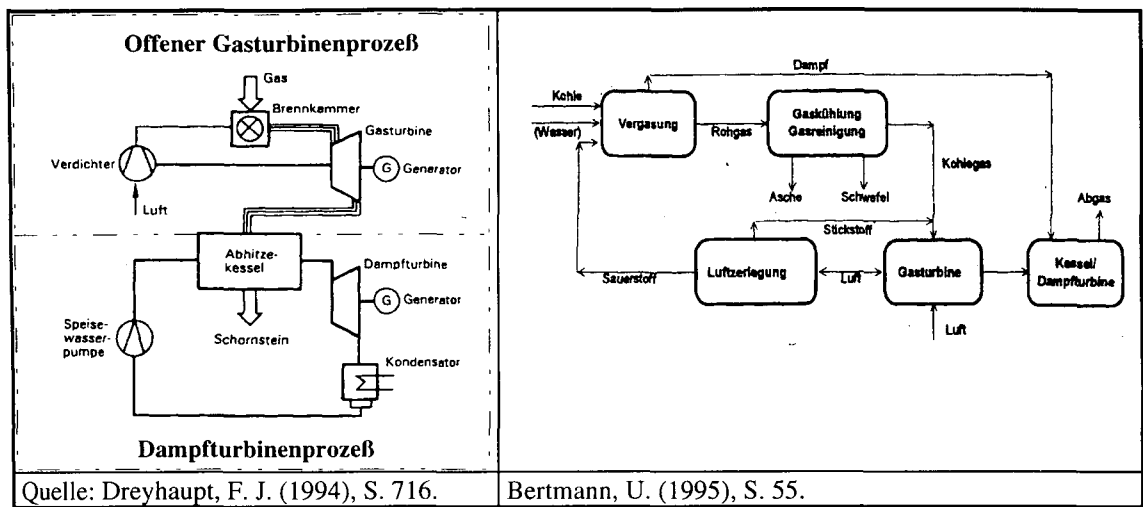 Offener Gasturbinenprozeß
Gas
Brennkammer
Gasturbine
Verdichter
G Generator
Luft
Abhitze-
kessel
Dampfturbine
G Generator
Speise-
wasser-
pumpe
Schornstein
Kondensator
Dampfturbinenprozeß
Quelle: Dreyhaupt, F. J. (1994), S. 716.
Dampf
Kohle
(Wasser)
Vergasung
Rohgas
Gaskühlung
Gasreinigung
Kohlegas
Asche
Schwefel
Abgas
Stickstoff
Sauerstoff
Luftzerlegung
Luft
Gasturbine
Kessel/
Dampfturbine
Luft
Bertmann, U. (1995), S. 55.